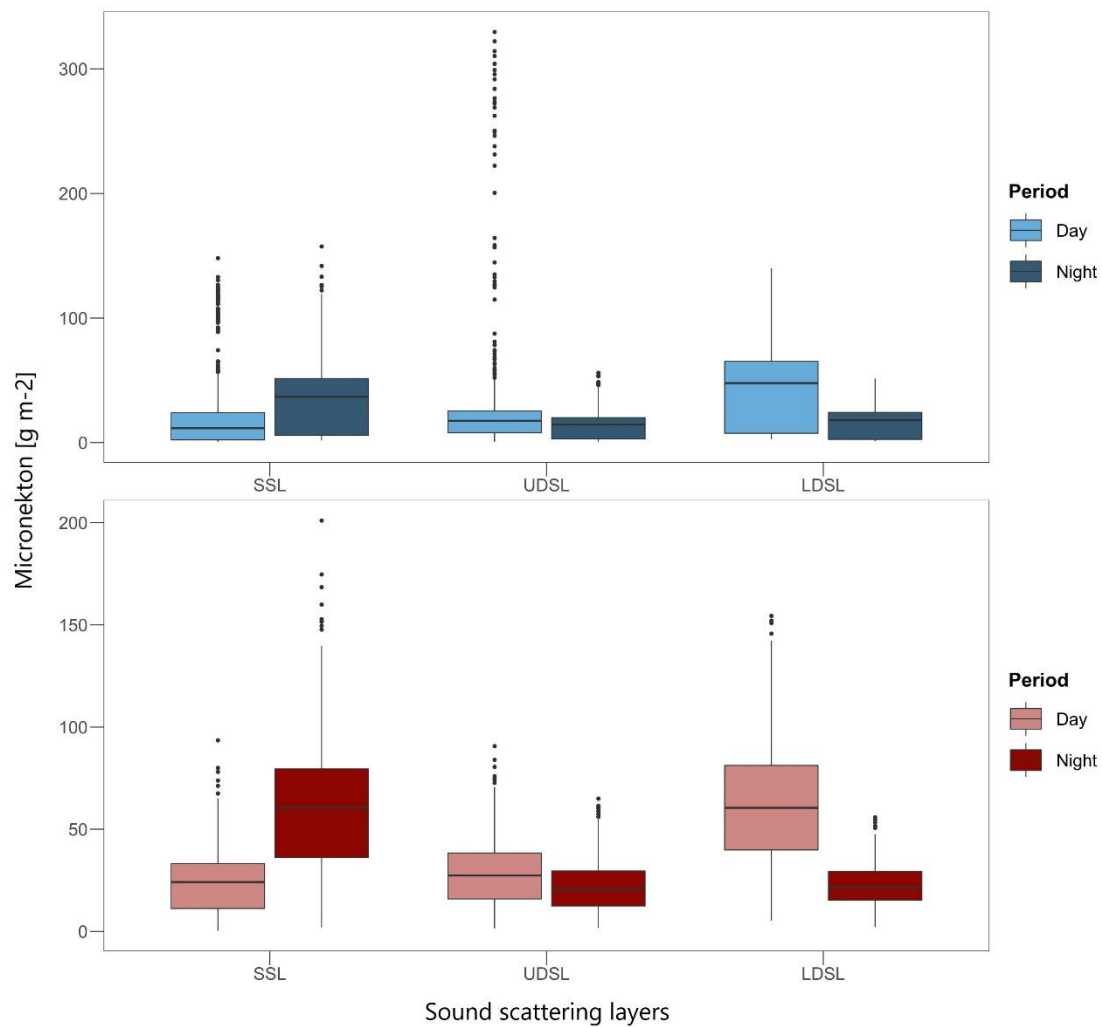 300
200
100
0
SSL
UDSL
LDSL
Period
Day
Night
Micronekton [g m-2]
200
150
100
50
0
SSL
UDSL
LDSL
Period
Day
Night
Sound scattering layers